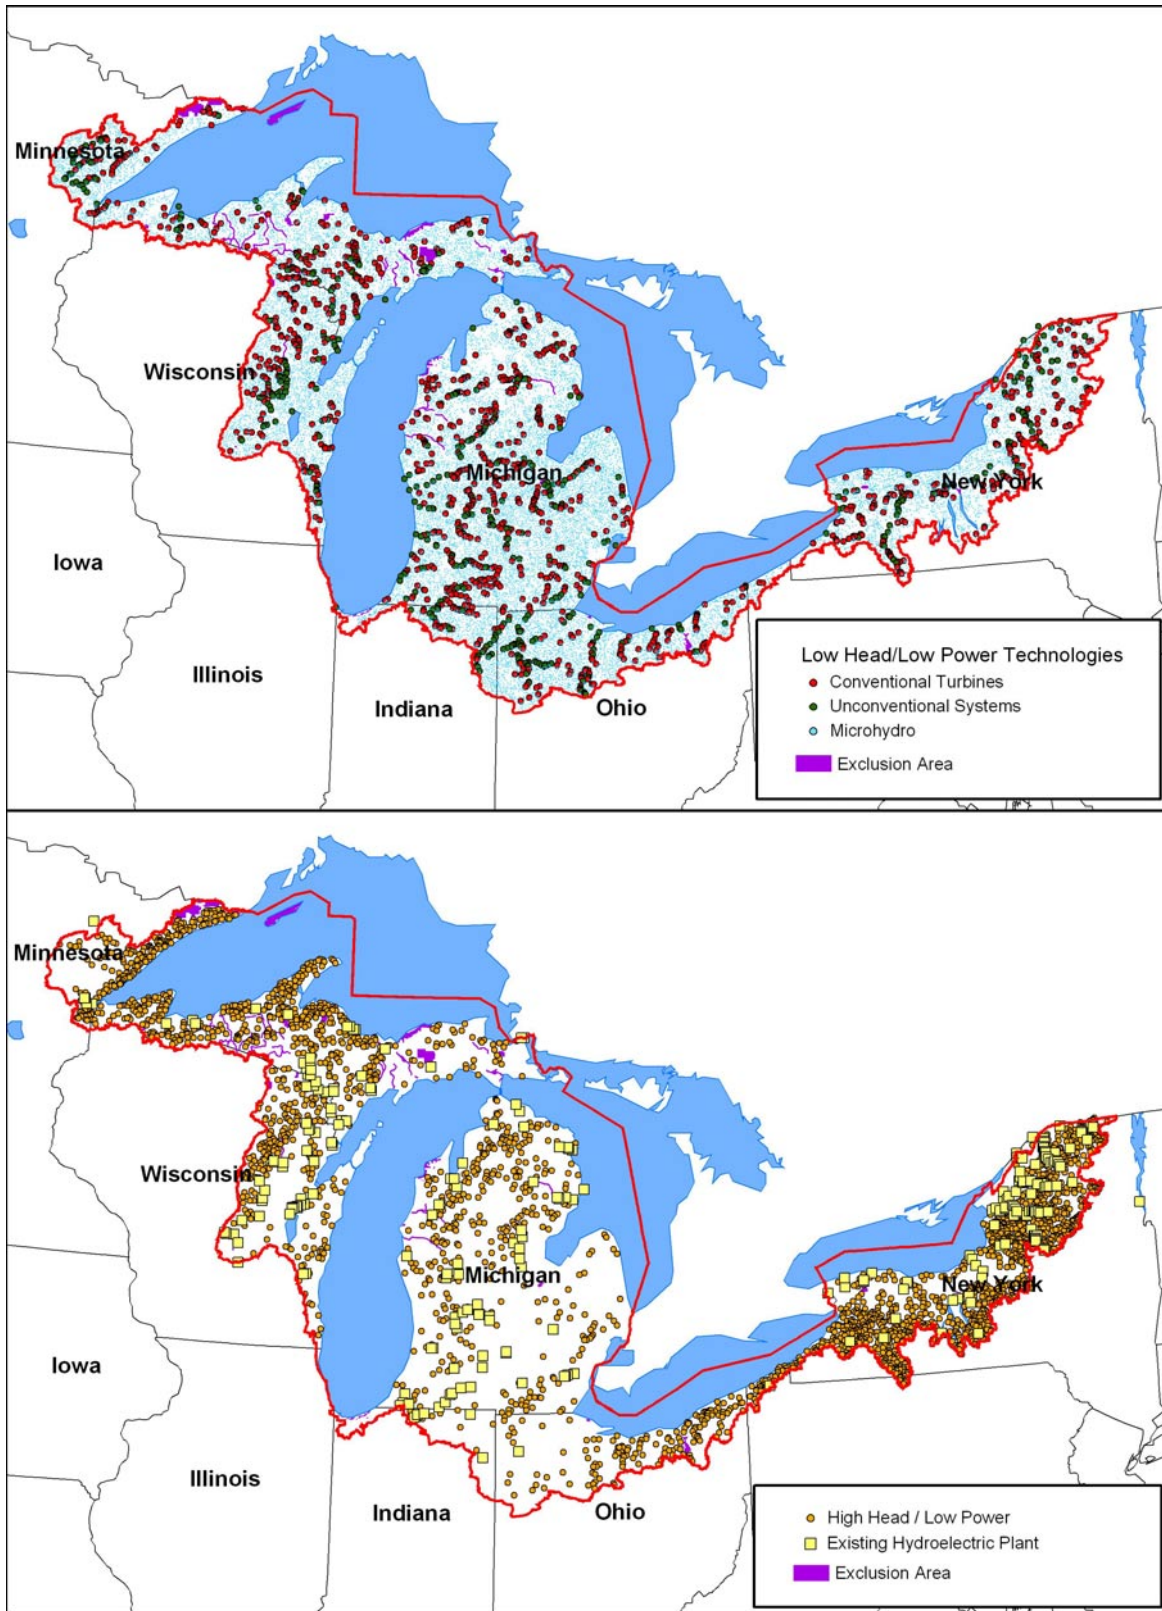 Minnesota
Wisconsin
Michigan
New York
Iowa
Illinois
Indiana
Ohio
Low Head/Low Power Technologies
Conventional Turbines
Unconventional Systems
Microhydro
Exclusion Area
Minnesota
Wisconsin
Michigan
New York
Iowa
Illinois
Indiana
Ohio
High Head / Low Power
Existing Hydroelectric Plant
Exclusion Area